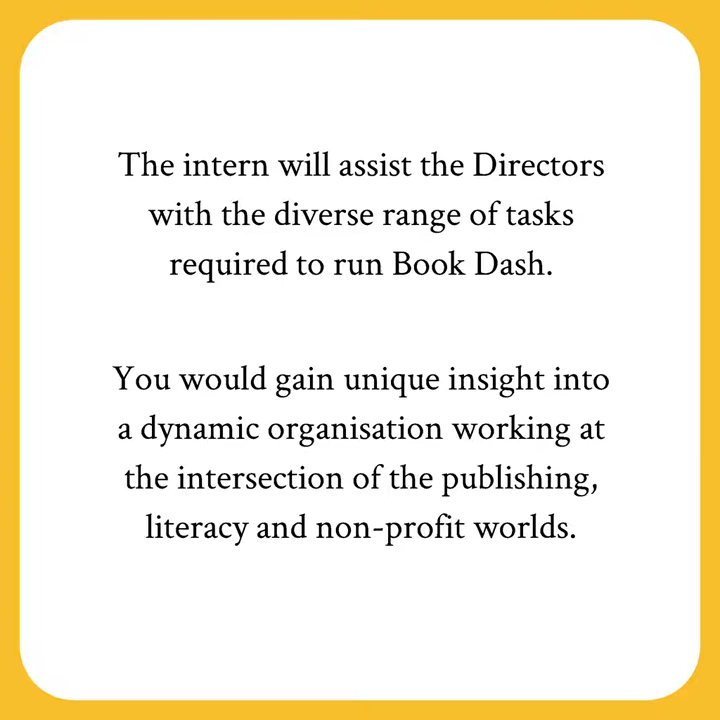 The intern will assist the Directors
with the diverse range of tasks
required to run Book Dash.
You would gain unique insight into
a dynamic organisation working at
the intersection of the publishing,
literacy and non-profit worlds.